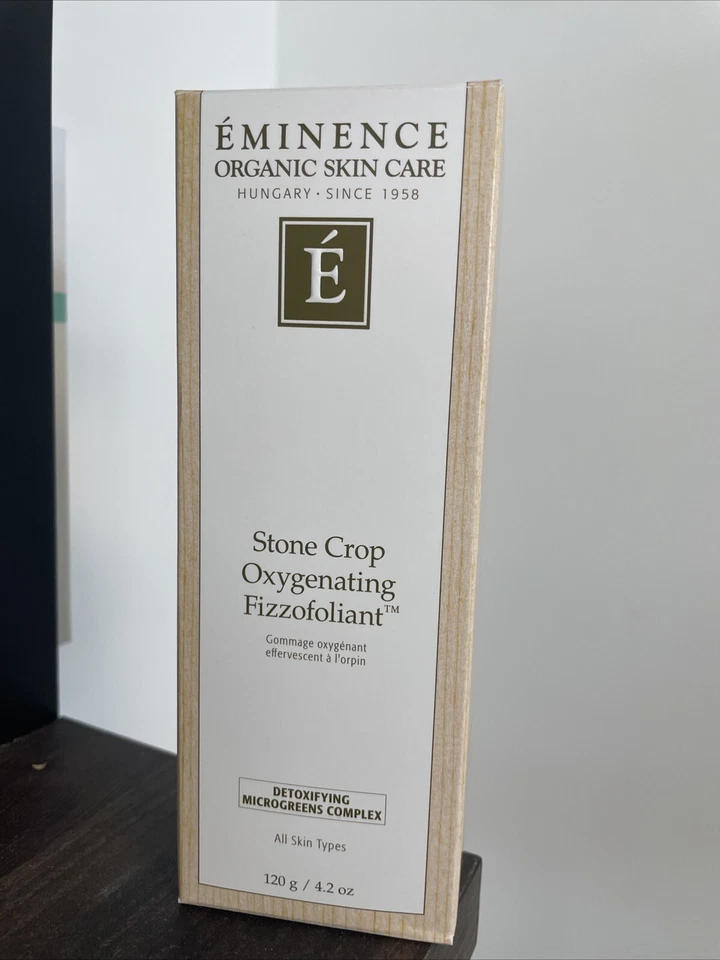 ÉMINENCE
ORGANIC SKIN CARE
HUNGARY · SINCE 1958
É
Stone Crop
Oxygenating
Fizzofoliant™
Gommage oxygénant
effervescent à l'orpin
DETOXIFYING
MICROGREENS COMPLEX
All Skin Types
120 g / 4.2 oz